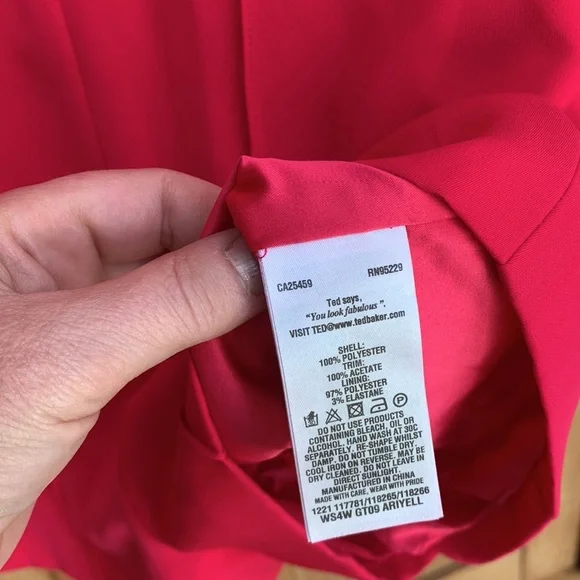 CA25459 RN95229
Ted says,
"You look fabulous".
VISIT TED@www.tedbaker.com
SHELL:
100% POLYESTER
TRIM:
100% ACETATE
LINING:
97% POLYESTER
3% ELASTANE
DO NOT USE PRODUCTS
CONTAINING BLEACH, OIL OR
ALCOHOL. HAND WASH AT 30C
SEPARATELY. RE-SHAPE WHILST
DAMP. DO NOT TUMBLE DRY.
COOL IRON ON REVERSE, MAY BE
DRY CLEANED. DO NOT LEAVE IN
DIRECT SUNLIGHT.
MANUFACTURED IN CHINA
MADE WITH CARE, WEAR WITH PRIDE
1221 117781/118265/118266
WS4W GT09 ARIYELL